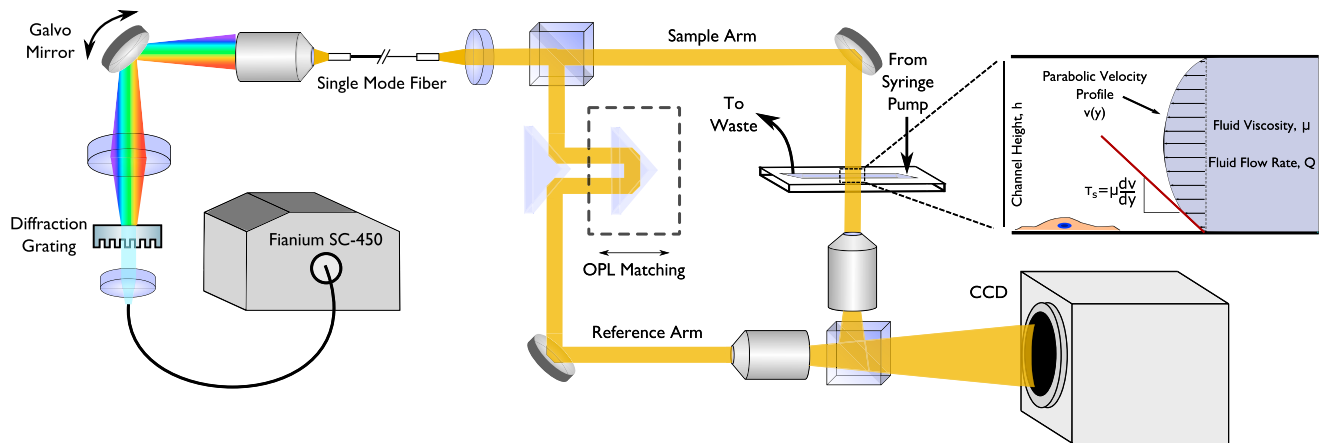 Galvo
Mirror
Single Mode Fiber
Diffraction
Grating
Fianium SC-450
Sample Arm
OPL Matching
Reference Arm
To
Waste
From
Syringe
Pump
CCD
Channel Height, h
Parabolic Velocity
Profile
v(y)
τs=μdv/dy
Fluid Viscosity, μ
Fluid Flow Rate, Q